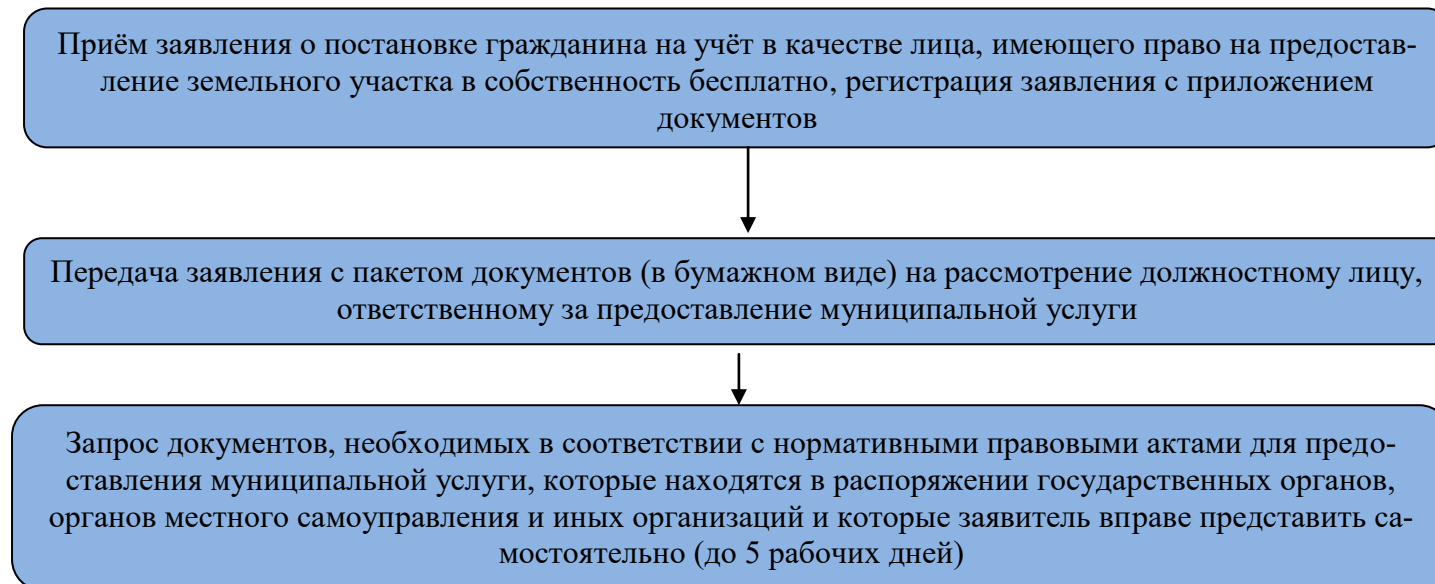 Приём заявления о постановке гражданина на учёт в качестве лица, имеющего право на предостав-
ление земельного участка в собственность бесплатно, регистрация заявления с приложением
документов
Передача заявления с пакетом документов (в бумажном виде) на рассмотрение должностному лицу,
ответственному за предоставление муниципальной услуги
Запрос документов, необходимых в соответствии с нормативными правовыми актами для предо-
ставления муниципальной услуги, которые находятся в распоряжении государственных органов,
органов местного самоуправления и иных организаций и которые заявитель вправе представить са-
мостоятельно (до 5 рабочих дней)